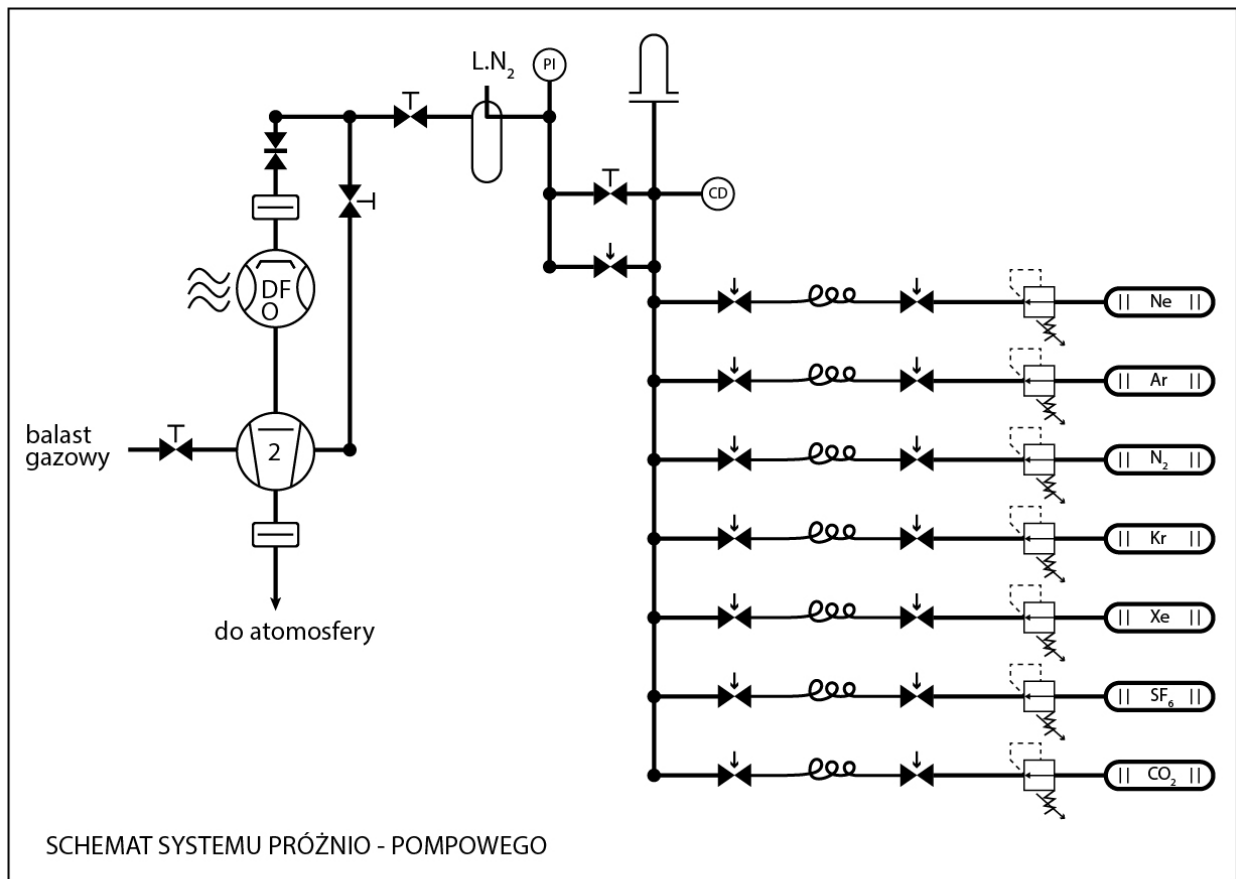 L.N₂
PI
CD
DF
O
Ne
Ar
balast
gazowy
2
N₂
Kr
Xe
do atomosfery
SF₆
CO₂
SCHEMAT SYSTEMU PRÓŻNIO - POMPOWEGO